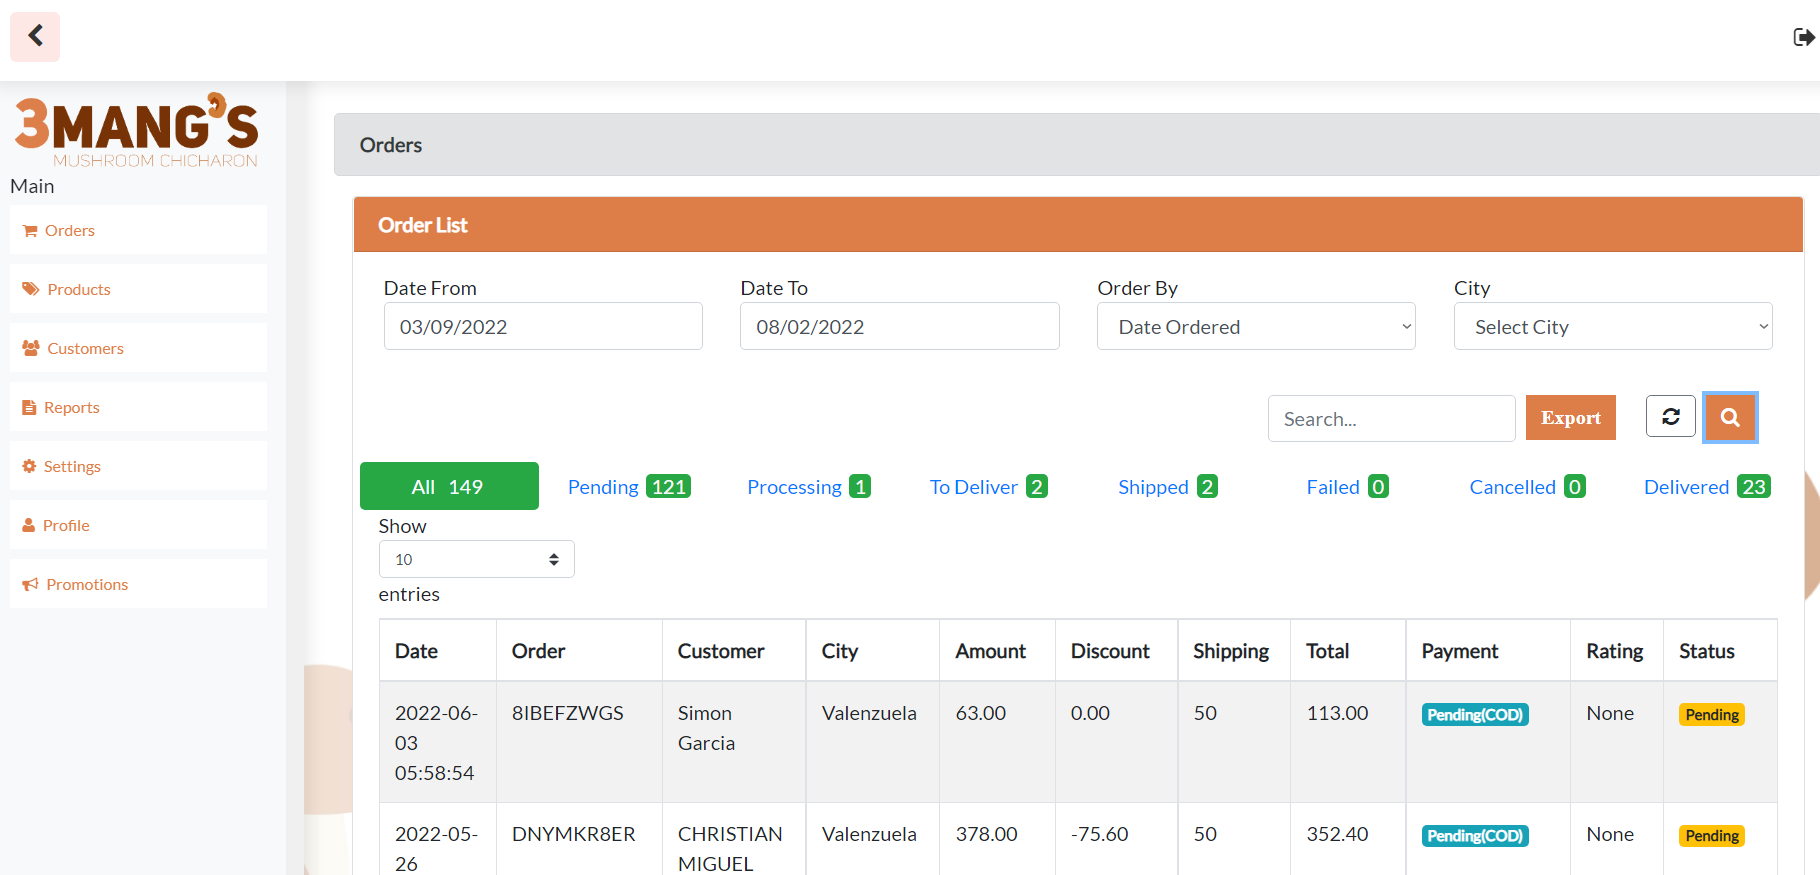 3MANG'S
MUSHROOM CHICHARON
Main
Orders
Products
Customers
Reports
Settings
Profile
Promotions
Orders
Order List
Date From Date To Order By City
03/09/2022 08/02/2022 Date Ordered Select City
Search... Export
All 149 Pending 121 Processing 1 To Deliver 2 Shipped 2 Failed 0 Cancelled 0 Delivered 23
Show
10
entries
Date Order Customer City Amount Discount Shipping Total Payment Rating Status
2022-06- 8IBEFZWGS Simon Valenzuela 63.00 0.00 50 113.00 Pending(COD) None Pending
03 Garcia
05:58:54
2022-05- DNYMKR8ER CHRISTIAN Valenzuela 378.00 -75.60 50 352.40 Pending(COD) None Pending
26 MIGUEL